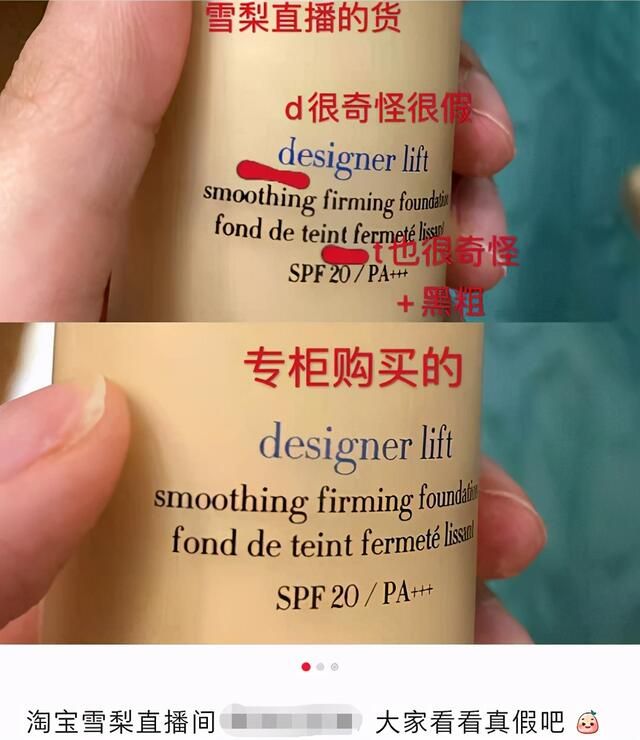 雪梨直播的货
d很奇怪很假
designer lift
smoothing firming foundation
fond de teint fermeté lissant
t也很奇怪
SPF 20 / PA+++
+黑粗
专柜购买的
designer lift
smoothing firming foundation
fond de teint fermeté lissant
SPF 20 / PA+++
淘宝雪梨直播间 大家看看真假吧